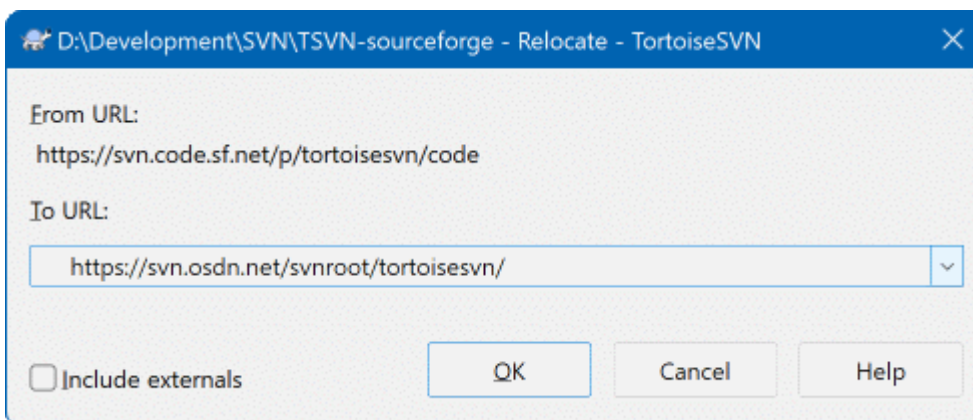 D:\Development\SVN\TSVN-sourceforge - Relocate - TortoiseSVN
From URL:
https://svn.code.sf.net/p/tortoisesvn/code
To URL:
https://svn.osdn.net/svnroot/tortoisesvn/
Include externals OK Cancel Help